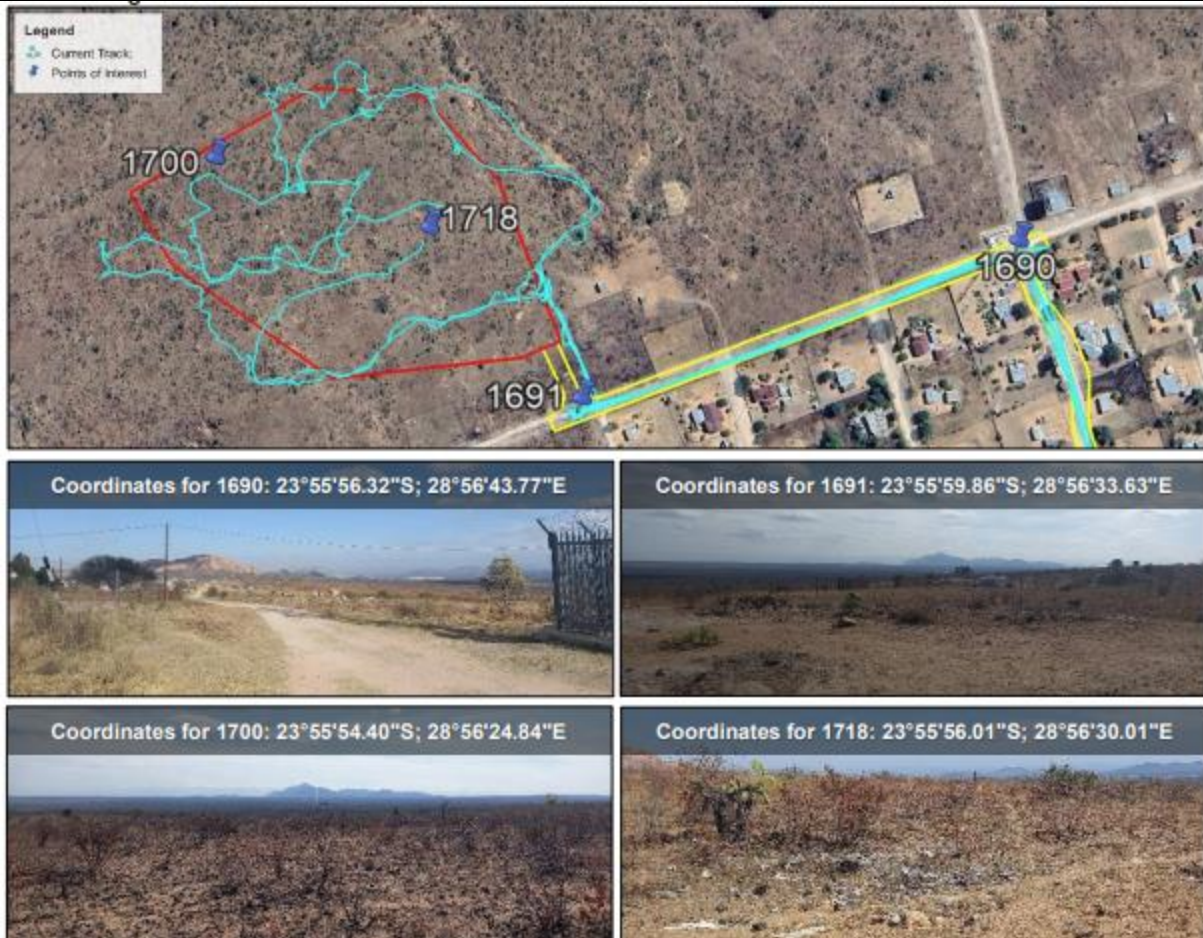 Legend
Current Track:
Points of Interest
1700
1718
1690
1691
Coordinates for 1690: 23°55'56.32"S; 28°56'43.77"E
Coordinates for 1691: 23°55'59.86"S; 28°56'33.63"E
Coordinates for 1700: 23°55'54.40"S; 28°56'24.84"E
Coordinates for 1718: 23°55'56.01"S; 28°56'30.01"E